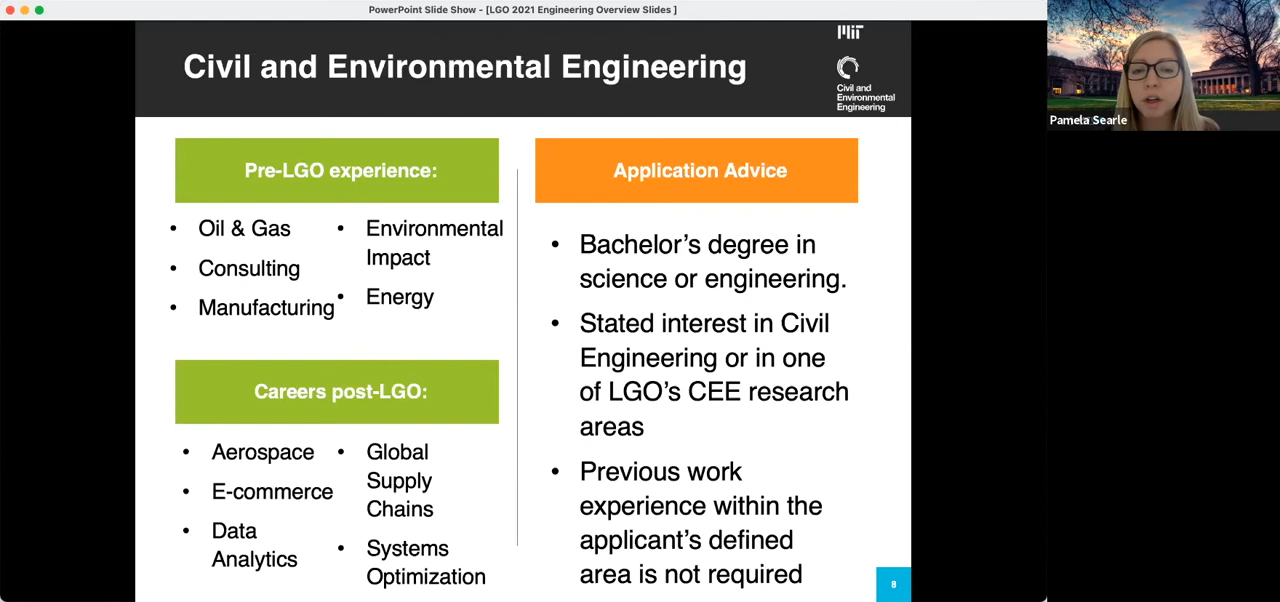 PowerPoint Slide Show - [LGO 2021 Engineering Overview Slides ]
Civil and Environmental Engineering
MIT
Civil and
Environmental
Engineering
Pamela Searle
Pre-LGO experience:
• Oil & Gas
• Consulting
• Manufacturing
• Environmental
Impact
• Energy
Careers post-LGO:
• Aerospace
• E-commerce
• Data
Analytics
• Global
Supply
Chains
• Systems
Optimization
Application Advice
• Bachelor’s degree in
science or engineering.
• Stated interest in Civil
Engineering or in one
of LGO’s CEE research
areas
• Previous work
experience within the
applicant’s defined
area is not required
8